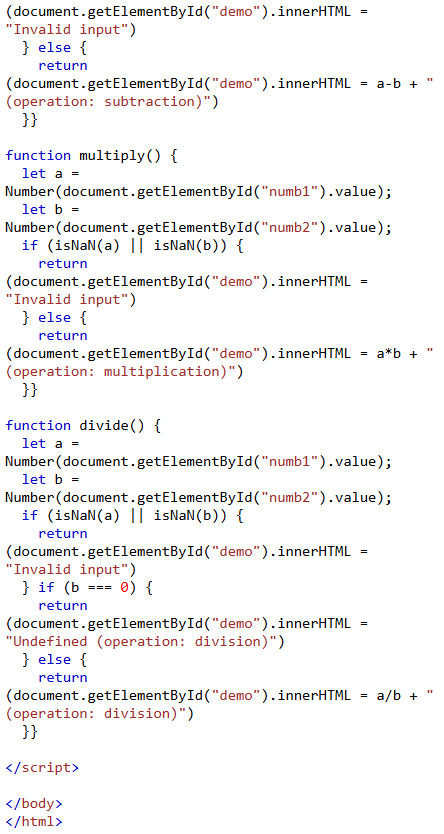 (document.getElementById("demo").innerHTML =
"Invalid input")
  } else {
    return
(document.getElementById("demo").innerHTML = a-b + "
(operation: subtraction)")
  }}

function multiply() {
  let a =
Number(document.getElementById("numb1").value);
  let b =
Number(document.getElementById("numb2").value);
  if (isNaN(a) || isNaN(b)) {
    return
(document.getElementById("demo").innerHTML =
"Invalid input")
  } else {
    return
(document.getElementById("demo").innerHTML = a*b + "
(operation: multiplication)")
  }}

function divide() {
  let a =
Number(document.getElementById("numb1").value);
  let b =
Number(document.getElementById("numb2").value);
  if (isNaN(a) || isNaN(b)) {
    return
(document.getElementById("demo").innerHTML =
"Invalid input")
  } if (b === 0) {
    return
(document.getElementById("demo").innerHTML =
"Undefined (operation: division)")
  } else {
    return
(document.getElementById("demo").innerHTML = a/b + "
(operation: division)")
  }}

</script>

</body>
</html>